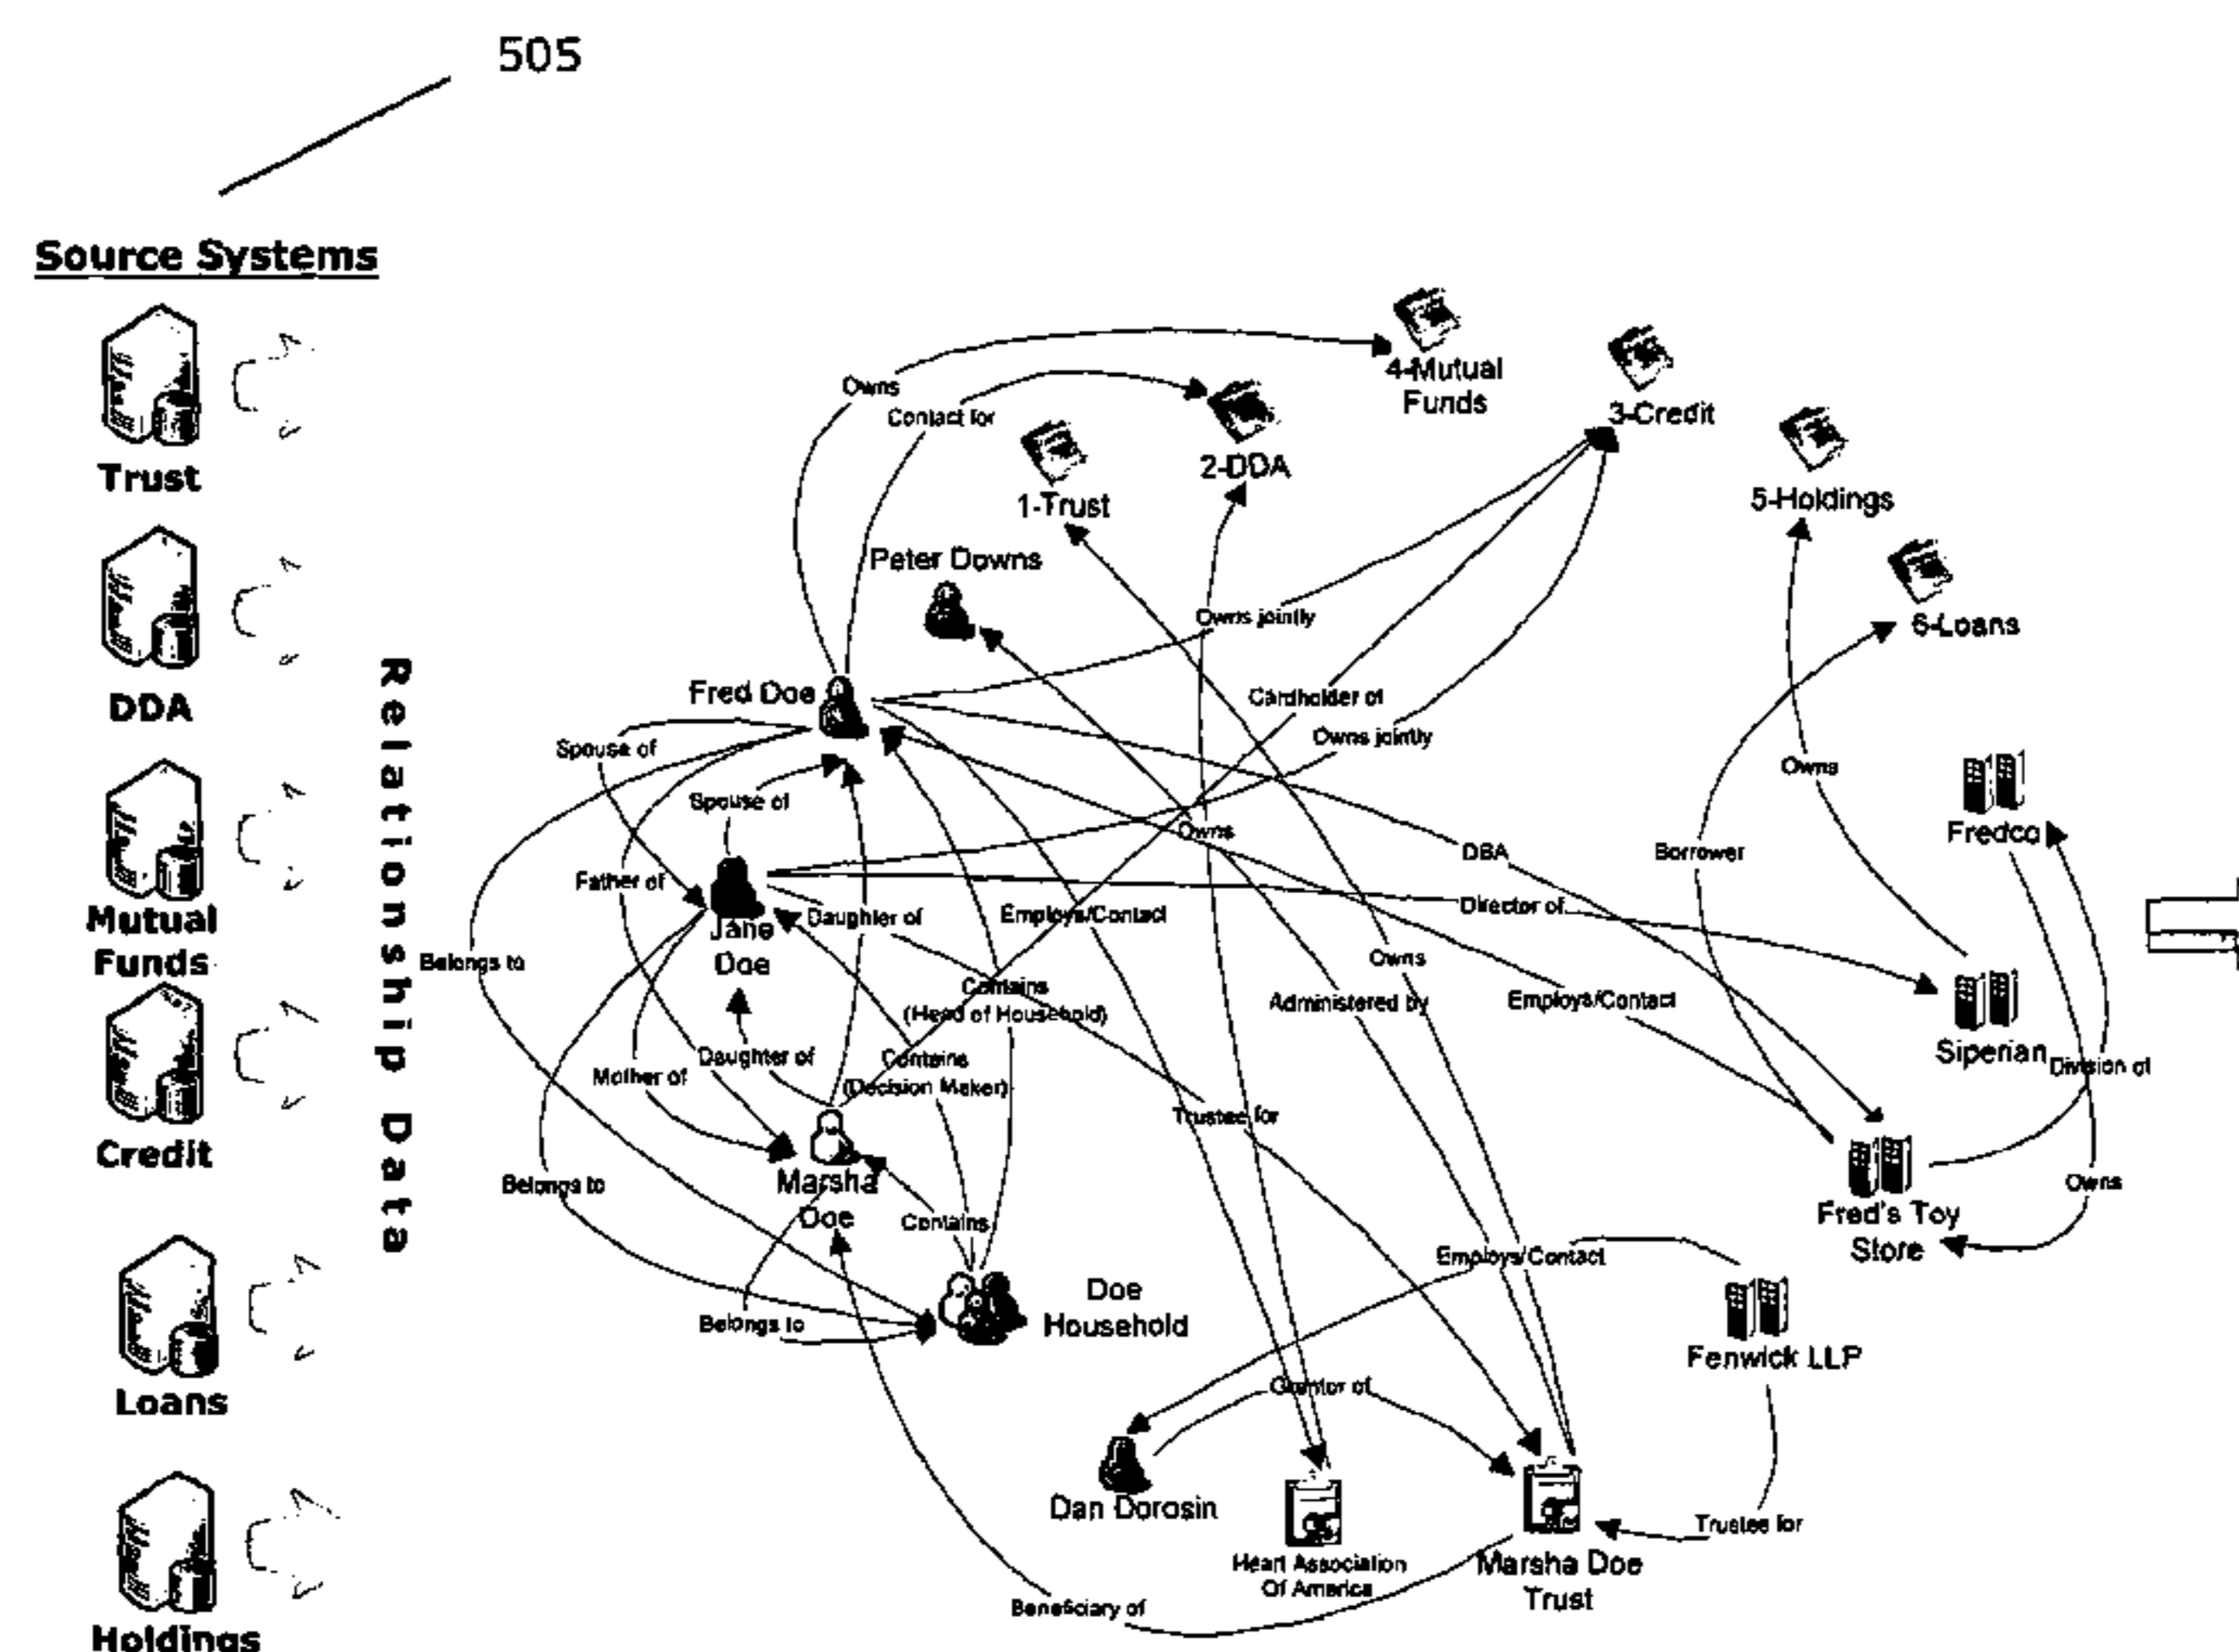 505
Source Systems
Trust
DDA
Mutual
Funds
Credit
Loans
Holdings
Relationship Data
4-Mutual
Funds
3-Credit
2-DDA
1-Trust
5-Holdings
6-Loans
Owns
Contact for
Peter Downs
Owns jointly
Fred Doe
Cardholder of
Owns jointly
Spouse of
Spouse of
Owns
Owns
DBA
Borrower
Fredco
Father of
Jane
Doe
Daughter of
Employs/Contact
Director of
Belongs to
Owns
Contains
(Head of Household)
Administered by
Employs/Contact
Siperian
Division of
Daughter of
Mother of
Contains
(Decision Maker)
Trustee for
Marsha
Doe
Belongs to
Contains
Owns
Fred's Toy
Store
Employs/Contact
Doe
Household
Belongs to
Fenwick LLP
Grantor of
Dan Dorosin
Heart Association
Of America
Marsha Doe
Trust
Trustee for
Beneficiary of